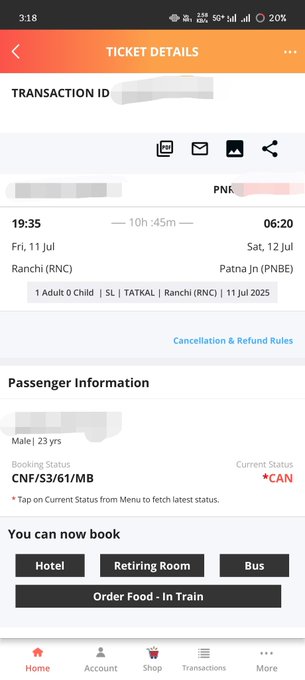 3:18 2.58 KB/S 5G+ 20%
TICKET DETAILS
TRANSACTION ID
PDF
PNR
19:35 10h :45m 06:20
Fri, 11 Jul Sat, 12 Jul
Ranchi (RNC) Patna Jn (PNBE)
1 Adult 0 Child | SL | TATKAL | Ranchi (RNC) | 11 Jul 2025
Cancellation & Refund Rules
Passenger Information
Male| 23 yrs
Booking Status Current Status
CNF/S3/61/MB *CAN
* Tap on Current Status from Menu to fetch latest status.
You can now book
Hotel Retiring Room Bus
Order Food - In Train
Home Account Shop Transactions More